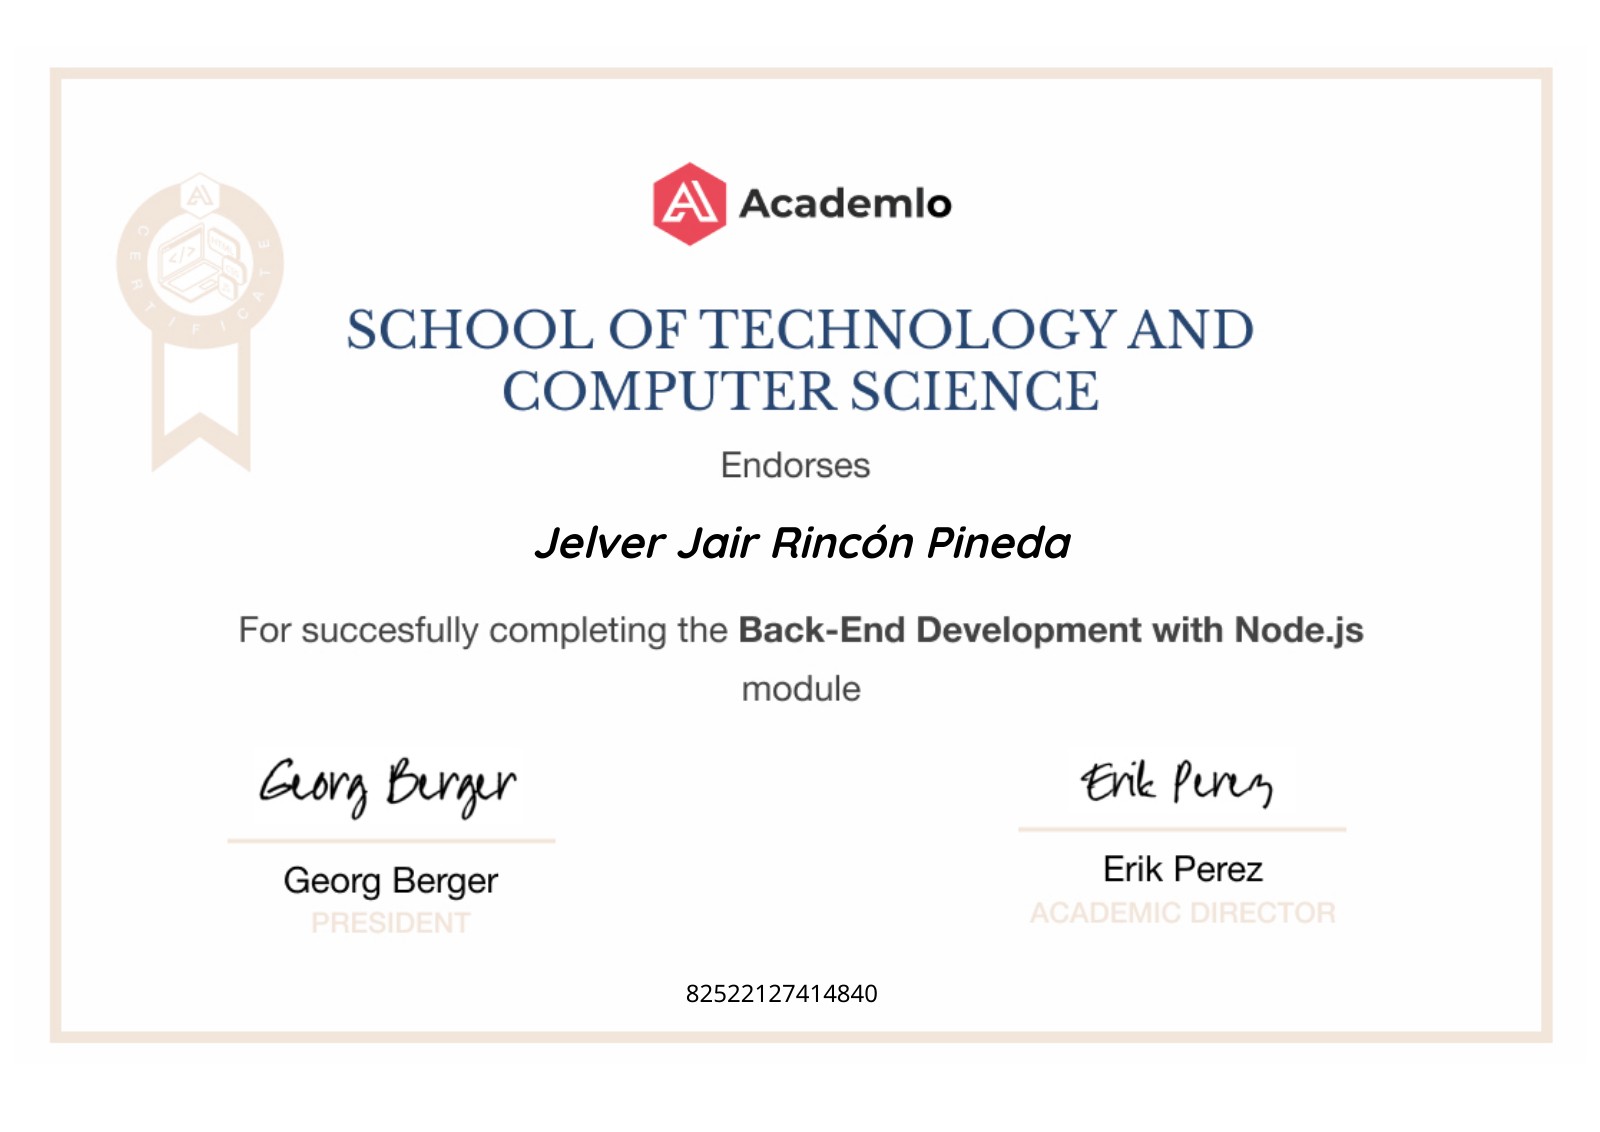 Academlo
CERTIFICATE
SCHOOL OF TECHNOLOGY AND
COMPUTER SCIENCE
Endorses
Jelver Jair Rincón Pineda
For succesfully completing the Back-End Development with Node.js
module
Georg Berger
Georg Berger
PRESIDENT
Erik Perez
Erik Perez
ACADEMIC DIRECTOR
82522127414840